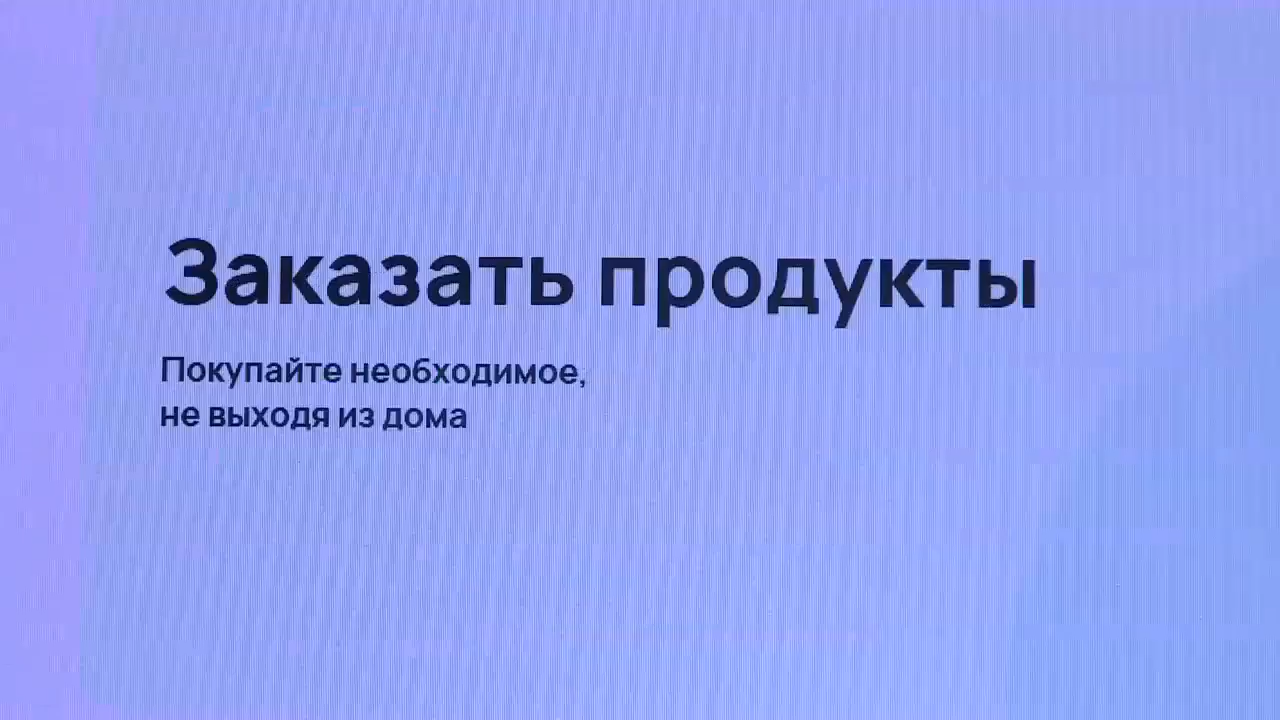 Заказать продукты
Покупайте необходимое,
не выходя из дома